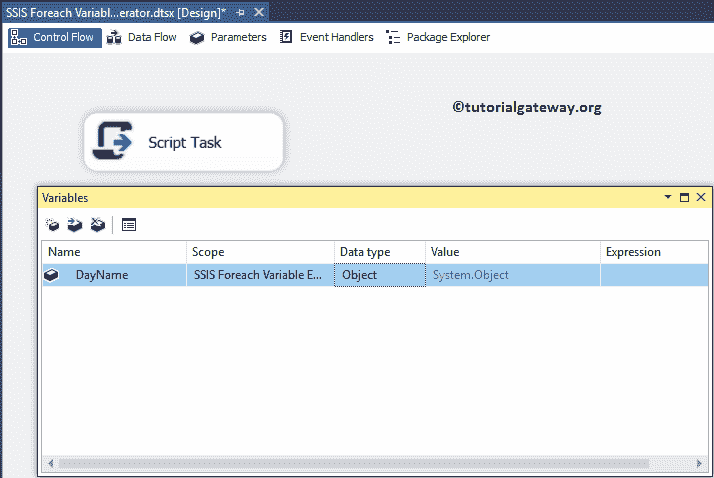 SSIS Foreach Variabl...erator.dtsx [Design]*
Control Flow Data Flow Parameters Event Handlers Package Explorer
©tutorialgateway.org
Script Task
Variables
Name Scope Data type Value Expression
DayName SSIS Foreach Variable E... Object System.Object